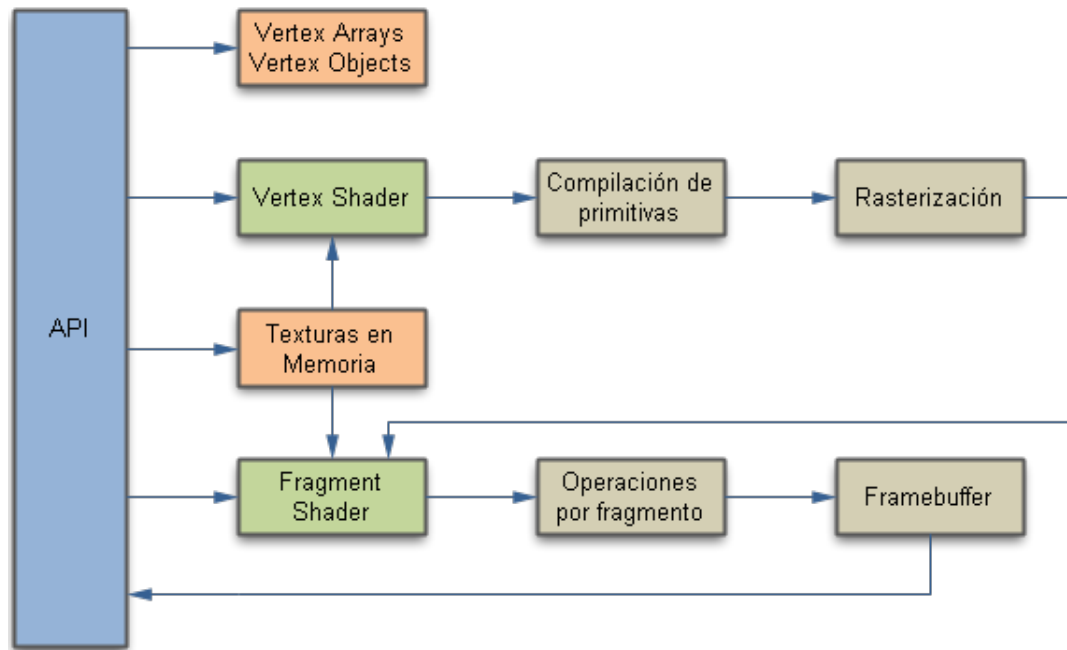 API
Vertex Arrays
Vertex Objects
Vertex Shader
Compilación de
primitivas
Rasterización
Texturas en
Memoria
Fragment
Shader
Operaciones
por fragmento
Framebuffer